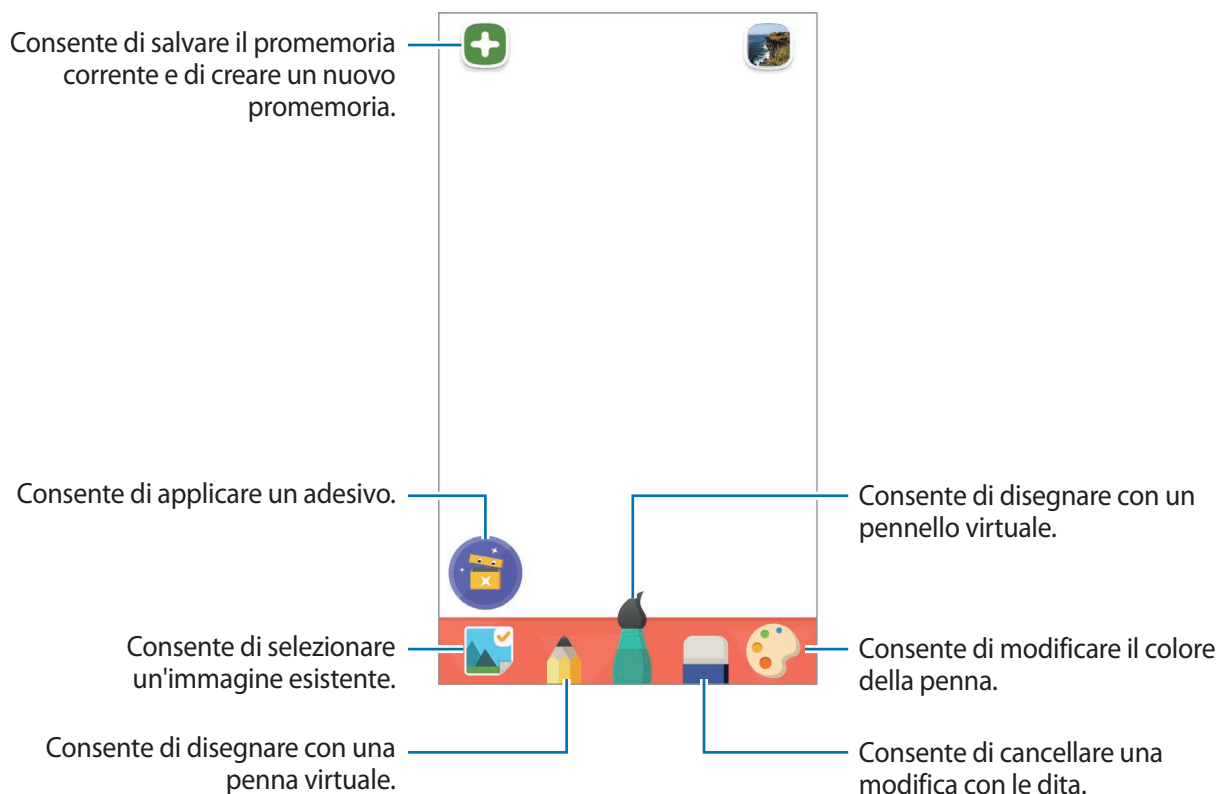 Consente di salvare il promemoria
corrente e di creare un nuovo
promemoria.
Consente di applicare un adesivo.
Consente di disegnare con un
pennello virtuale.
Consente di selezionare
un'immagine esistente.
Consente di modificare il colore
della penna.
Consente di disegnare con una
penna virtuale.
Consente di cancellare una
modifica con le dita.